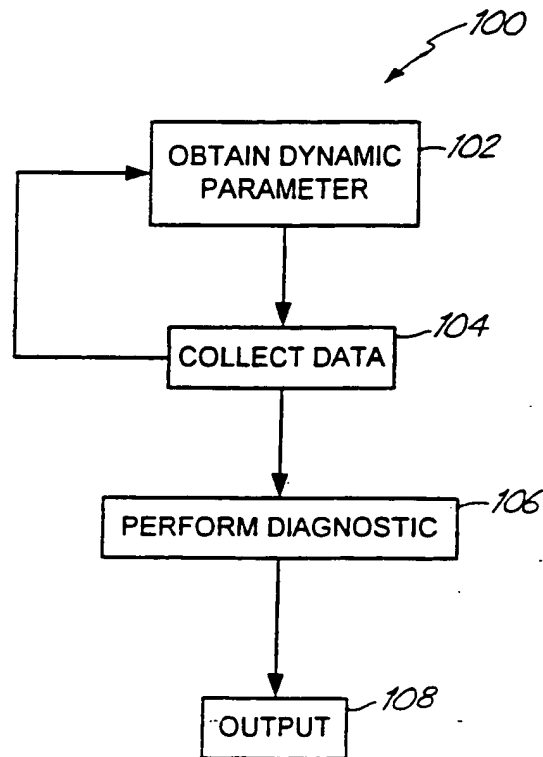 100
OBTAIN DYNAMIC
PARAMETER
102
COLLECT DATA
104
PERFORM DIAGNOSTIC
106
OUTPUT
108